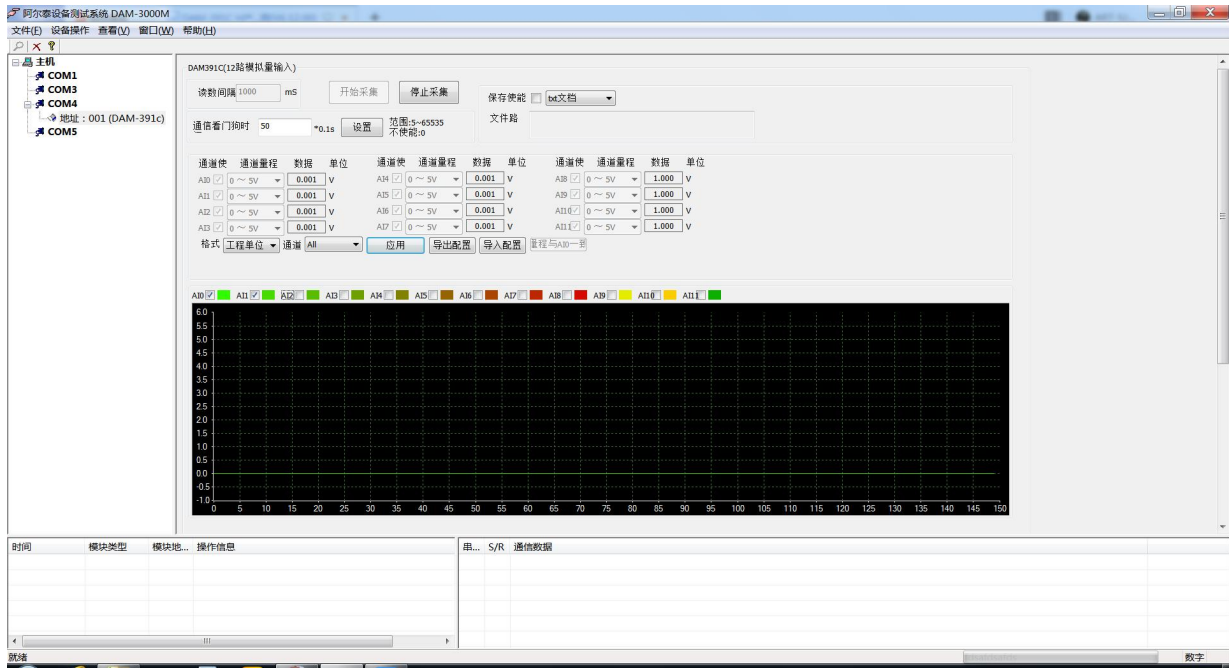 阿尔泰设备测试系统 DAM-3000M
文件(F) 设备操作 查看(V) 窗口(W) 帮助(H)
主机
COM1
COM3
COM4
地址：001 (DAM-391c)
COM5
DAM391C(12路模拟量输入)
读数间隔 1000 mS 开始采集 停止采集
保存使能 txt文档
通信看门狗时 50 *0.1s 设置 范围:5~65535
不使能:0
文件路
通道使 通道量程 数据 单位 通道使 通道量程 数据 单位 通道使 通道量程 数据 单位
AI0 0 ~ 5V 0.001 V AI4 0 ~ 5V 0.001 V AI8 0 ~ 5V 1.000 V
AI1 0 ~ 5V 0.001 V AI5 0 ~ 5V 0.001 V AI9 0 ~ 5V 1.000 V
AI2 0 ~ 5V 0.001 V AI6 0 ~ 5V 0.001 V AI10 0 ~ 5V 1.000 V
AI3 0 ~ 5V 0.001 V AI7 0 ~ 5V 0.001 V AI11 0 ~ 5V 1.000 V
格式 工程单位 通道 All 应用 导出配置 导入配置 量程与AI0一到
AI0 AI1 AI2 AI3 AI4 AI5 AI6 AI7 AI8 AI9 AI10 AI11
6.0
5.5
5.0
4.5
4.0
3.5
3.0
2.5
2.0
1.5
1.0
0.5
0.0
-0.5
-1.0
0 5 10 15 20 25 30 35 40 45 50 55 60 65 70 75 80 85 90 95 100 105 110 115 120 125 130 135 140 145 150
时间 模块类型 模块地... 操作信息 串... S/R 通信数据
就绪 数字